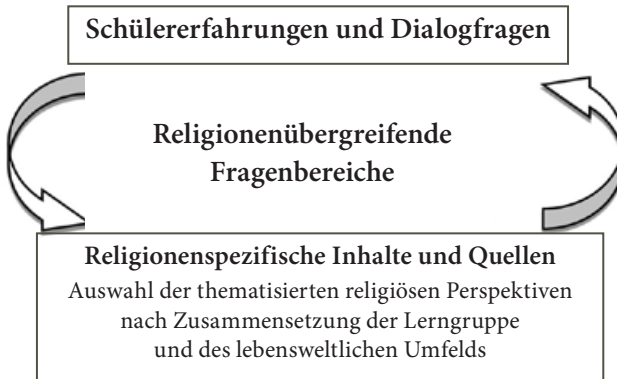 Schülererfahrungen und Dialogfragen
Religionenübergreifende
Fragenbereiche
Religionenspezifische Inhalte und Quellen
Auswahl der thematisierten religiösen Perspektiven
nach Zusammensetzung der Lerngruppe
und des lebensweltlichen Umfelds